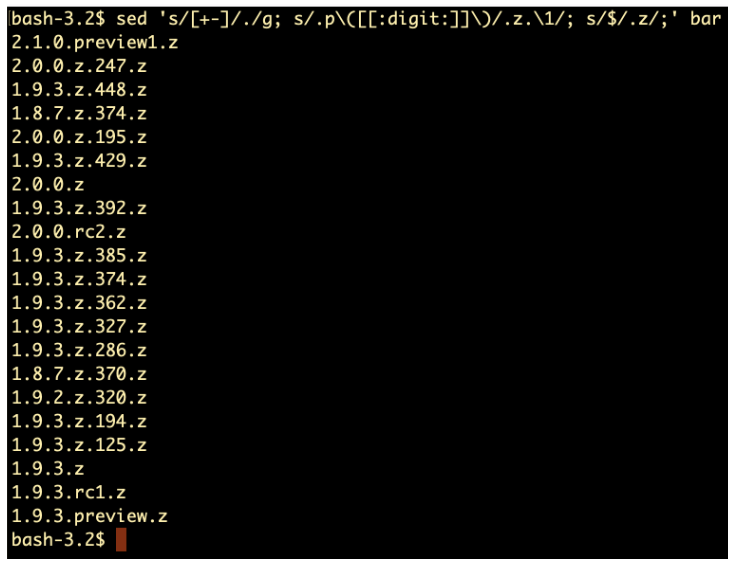 bash-3.2$ sed 's/[+-]/./g; s/.p\([[:digit:]]\)/.z.\1/; s/$/.z/;' bar
2.1.0.preview1.z
2.0.0.z.247.z
1.9.3.z.448.z
1.8.7.z.374.z
2.0.0.z.195.z
1.9.3.z.429.z
2.0.0.z
1.9.3.z.392.z
2.0.0.rc2.z
1.9.3.z.385.z
1.9.3.z.374.z
1.9.3.z.362.z
1.9.3.z.327.z
1.9.3.z.286.z
1.8.7.z.370.z
1.9.2.z.320.z
1.9.3.z.194.z
1.9.3.z.125.z
1.9.3.z
1.9.3.rc1.z
1.9.3.preview.z
bash-3.2$